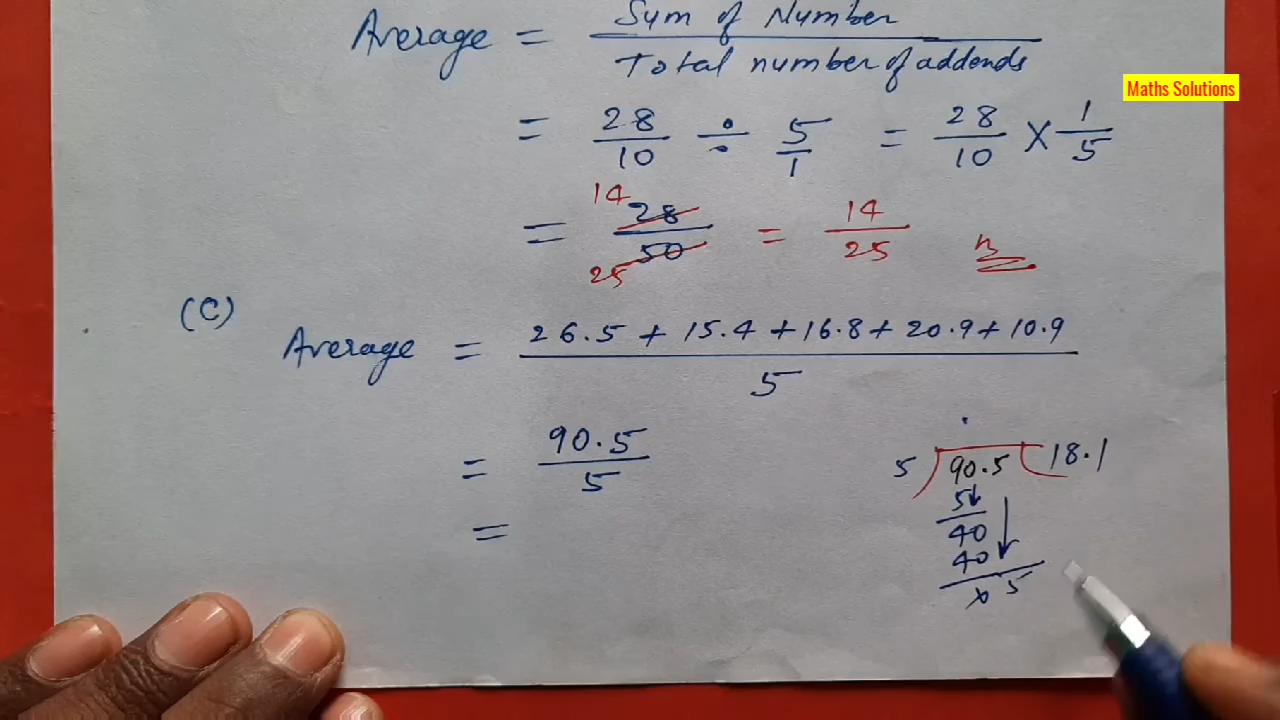 Average = Sum of Number / Total number of addends
Maths Solutions
= 28/10 ÷ 5/1 = 28/10 × 1/5
= 14 28/50 25 = 14/25
(C)
Average = 26.5 + 15.4 + 16.8 + 20.9 + 10.9 / 5
= 90.5 / 5
5 90.5 18.1
5
40
40
× 5
=